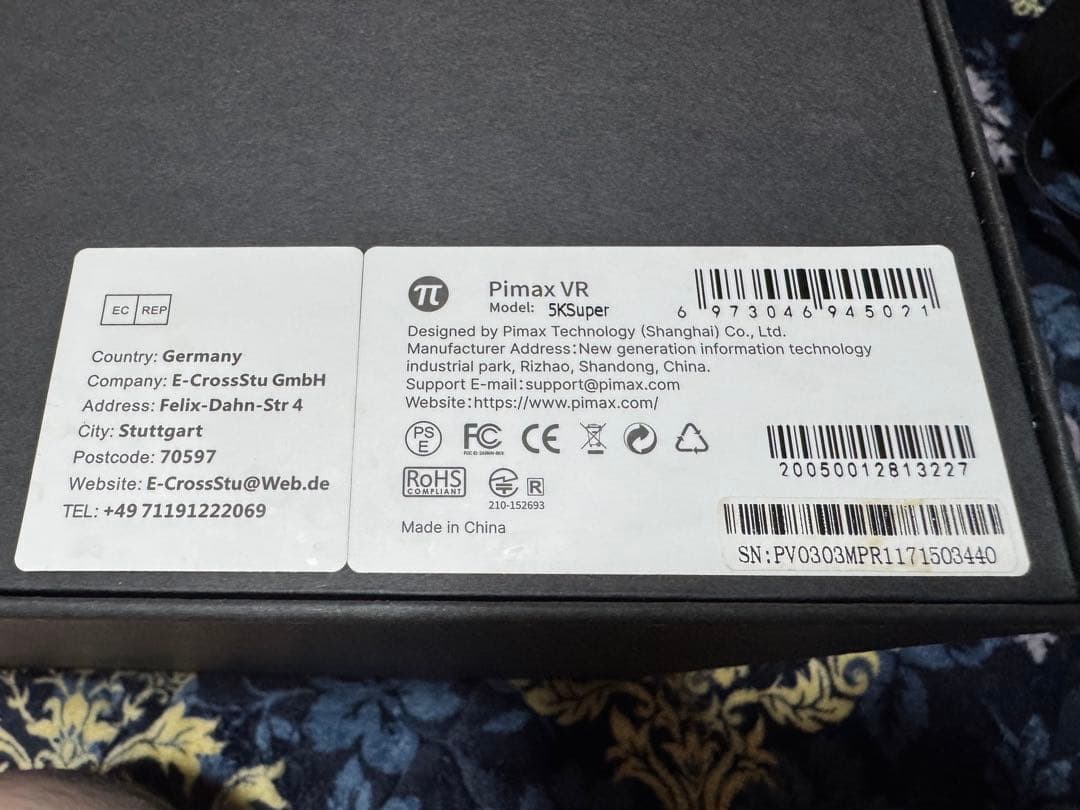 EC REP
Country: Germany
Company: E-CrossStu GmbH
Address: Felix-Dahn-Str 4
City: Stuttgart
Postcode: 70597
Website: E-CrossStu@Web.de
TEL: +49 71191222069
π
Pimax VR
Model: 5KSuper
6 973046 945021
Designed by Pimax Technology (Shanghai) Co., Ltd.
Manufacturer Address:New generation information technology
industrial park, Rizhao, Shandong, China.
Support E-mail:support@pimax.com
Website:https://www.pimax.com/
PS E
FC
CE
RoHS
COMPLIANT
R
210-152693
Made in China
20050012813227
SN:PV0303MPR1171503440